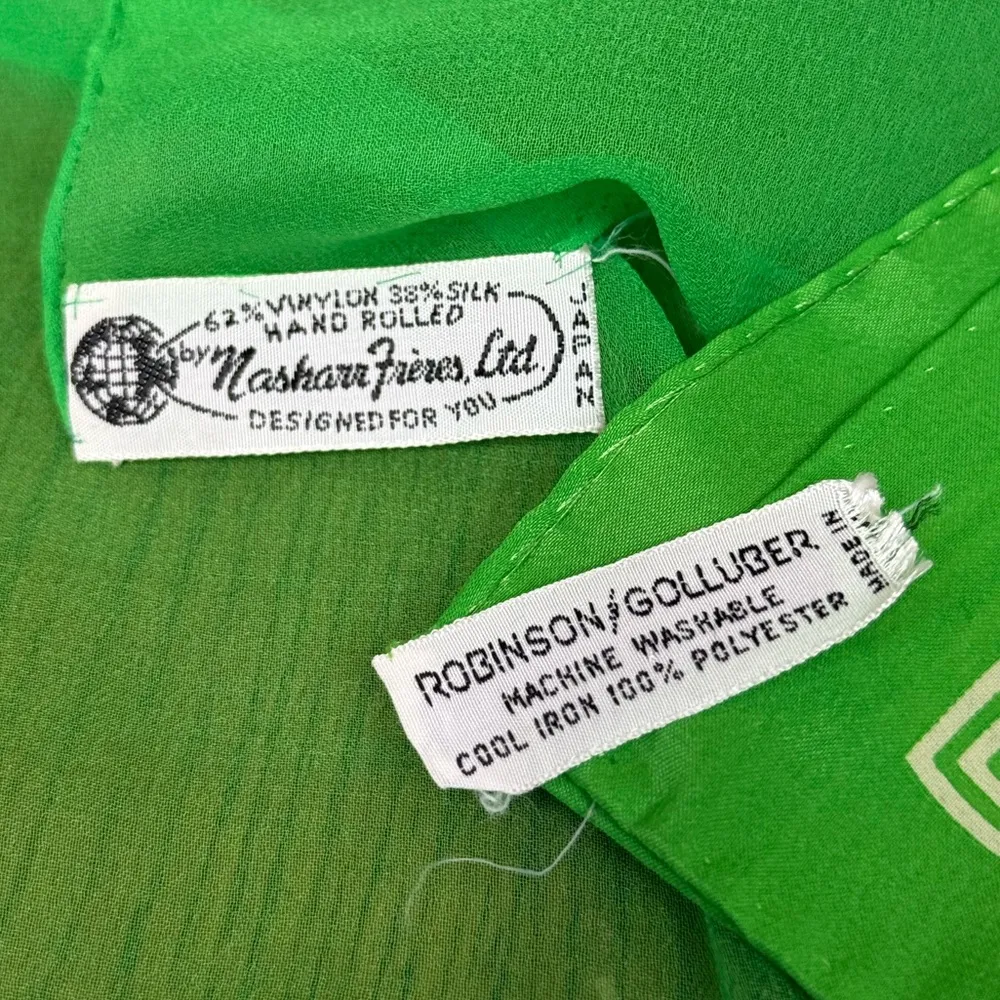 62% VINYLON 38% SILK
HAND ROLLED
by Nasharr Frères, Ltd.
DESIGNED FOR YOU
JAPAN
ROBINSON/GOLLUBER
MACHINE WASHABLE
COOL IRON 100% POLYESTER
MADE IN